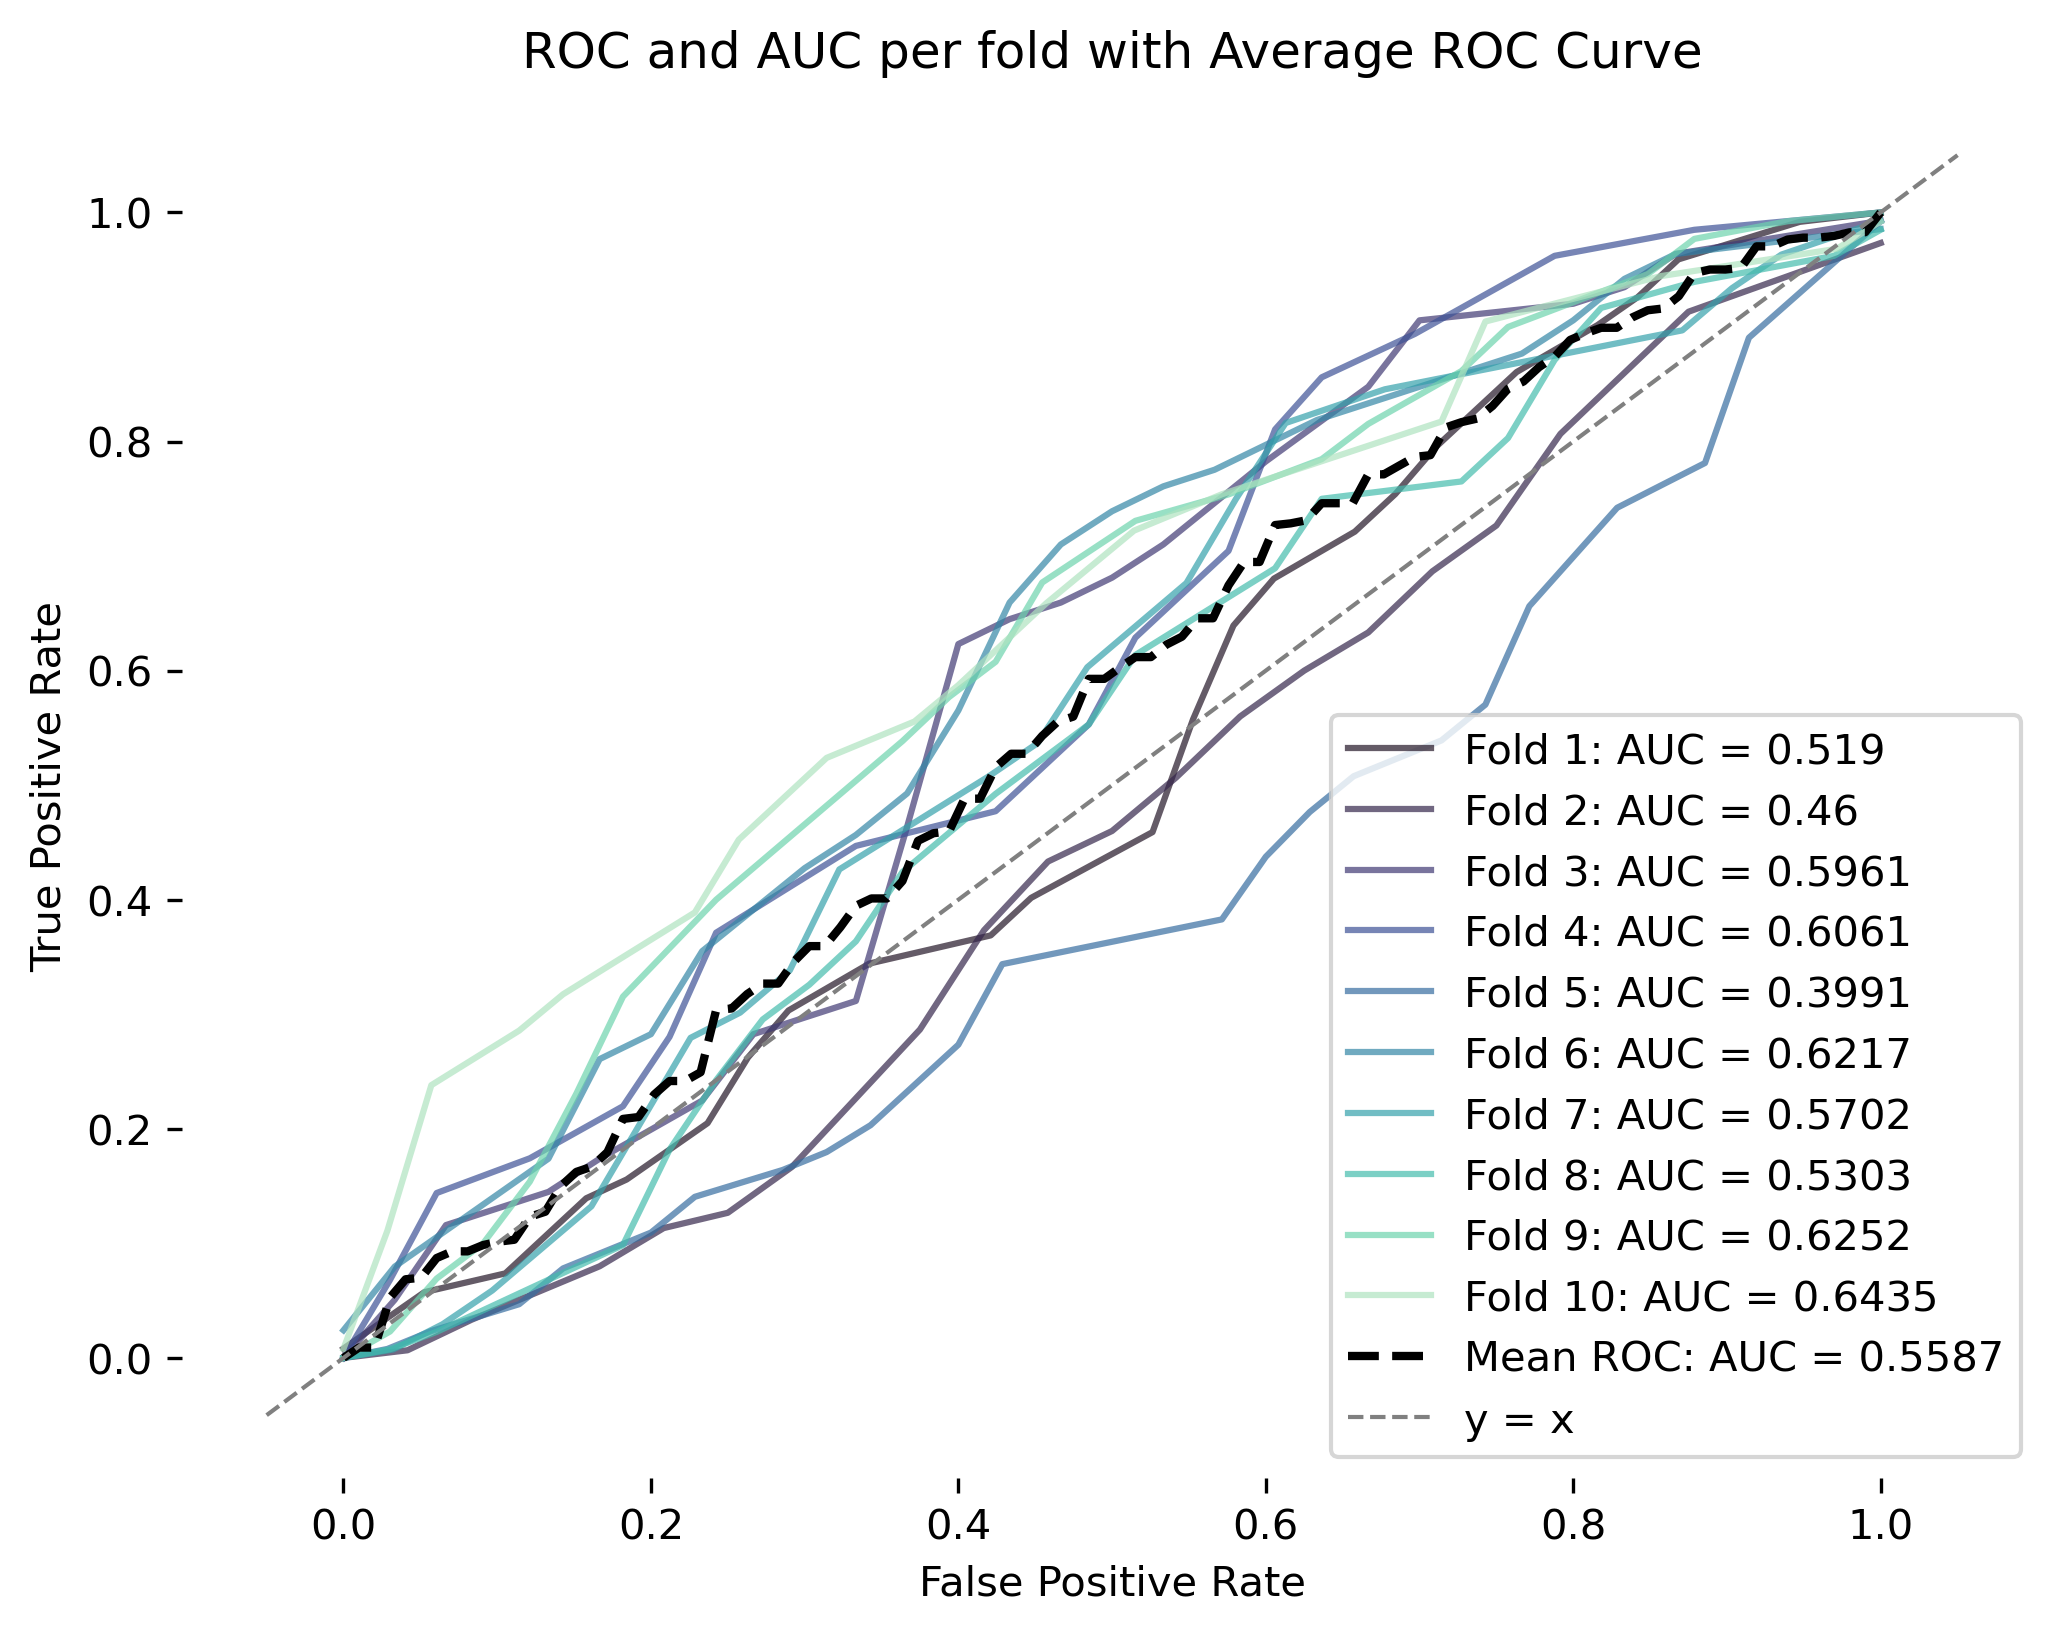 ROC and AUC per fold with Average ROC Curve
1.0
0.8
0.6
0.4
0.2
0.0
True Positive Rate
0.0 0.2 0.4 0.6 0.8 1.0
False Positive Rate
Fold 1: AUC = 0.519
Fold 2: AUC = 0.46
Fold 3: AUC = 0.5961
Fold 4: AUC = 0.6061
Fold 5: AUC = 0.3991
Fold 6: AUC = 0.6217
Fold 7: AUC = 0.5702
Fold 8: AUC = 0.5303
Fold 9: AUC = 0.6252
Fold 10: AUC = 0.6435
Mean ROC: AUC = 0.5587
y = x